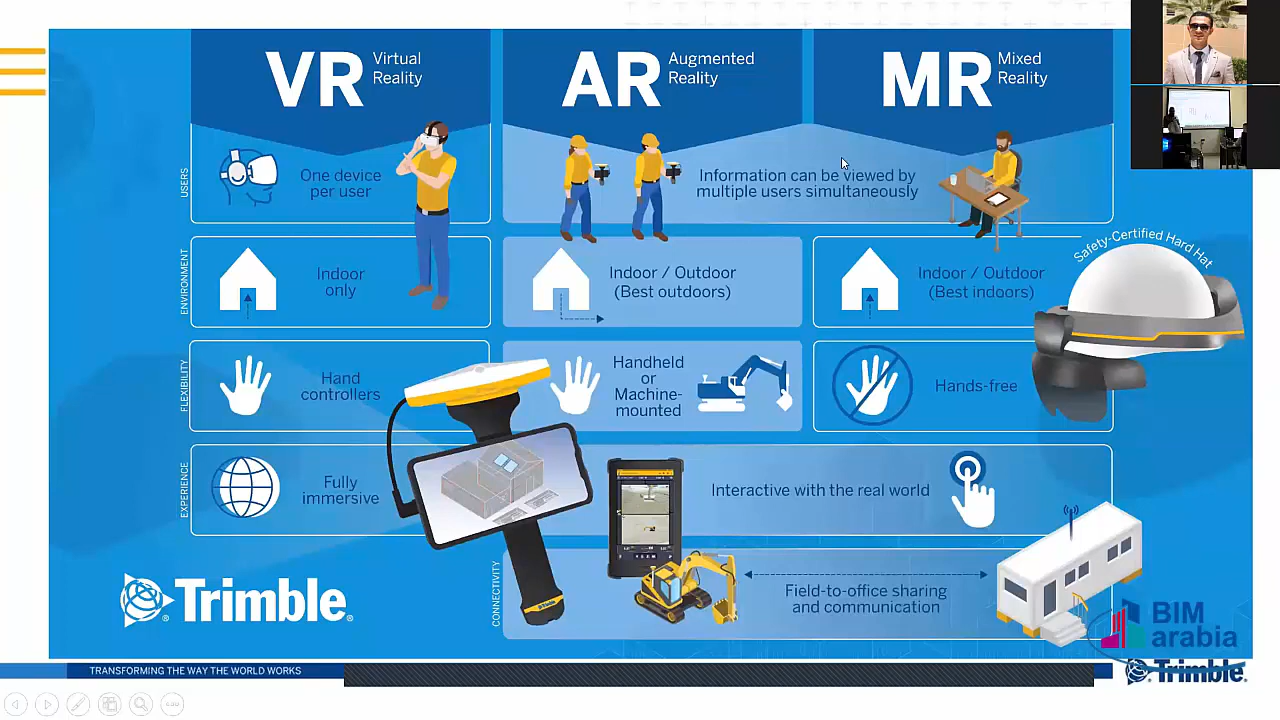 VR Virtual
Reality
AR Augmented
Reality
MR Mixed
Reality
USERS
One device
per user
Information can be viewed by
multiple users simultaneously
ENVIRONMENT
Indoor
only
Indoor / Outdoor
(Best outdoors)
Indoor / Outdoor
(Best indoors)
Safety-Certified Hard Hat
FLEXIBILITY
Hand
controllers
Handheld
or
Machine-
mounted
Hands-free
EXPERIENCE
Fully
immersive
Interactive with the real world
CONNECTIVITY
Field-to-office sharing
and communication
Trimble
BIM
arabia
TRANSFORMING THE WAY THE WORLD WORKS
Trimble